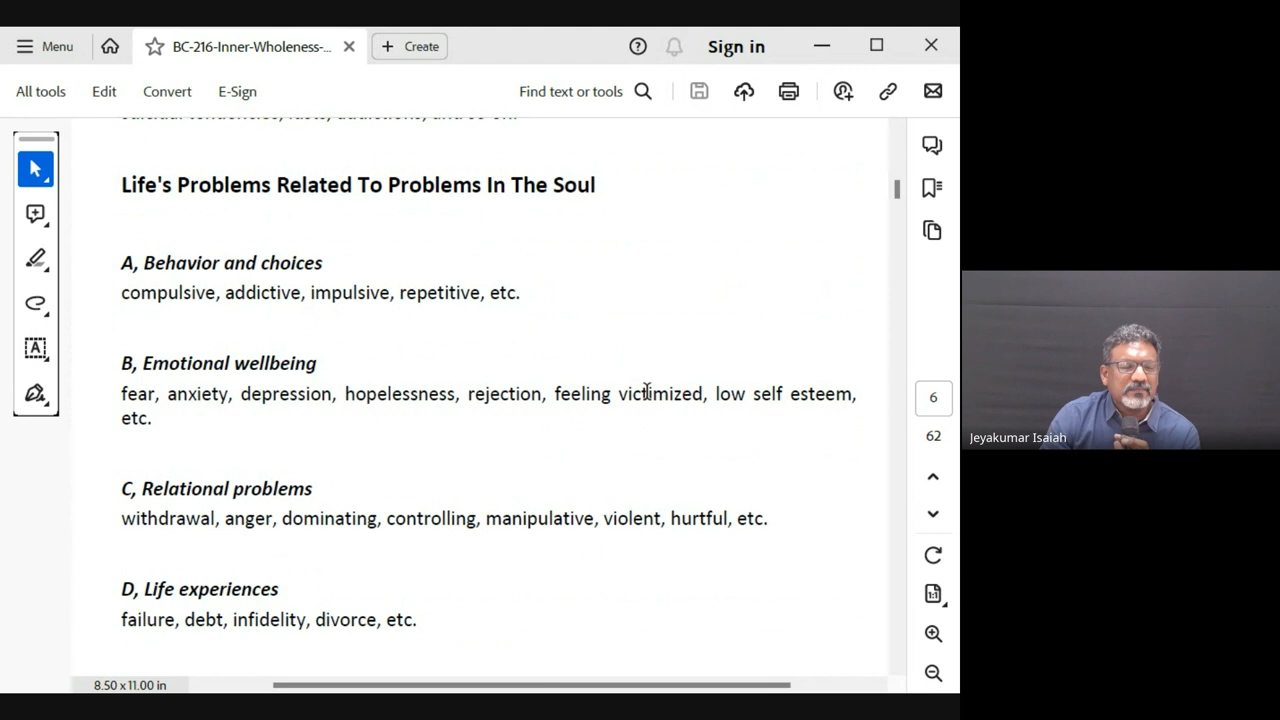 Menu
BC-216-Inner-Wholeness-...
Create
Sign in
All tools
Edit
Convert
E-Sign
Find text or tools
Life's Problems Related To Problems In The Soul
A, Behavior and choices
compulsive, addictive, impulsive, repetitive, etc.
B, Emotional wellbeing
fear, anxiety, depression, hopelessness, rejection, feeling victimized, low self esteem,
etc.
C, Relational problems
withdrawal, anger, dominating, controlling, manipulative, violent, hurtful, etc.
D, Life experiences
failure, debt, infidelity, divorce, etc.
8.50 x 11.00 in
6
62
1:1
Jeyakumar Isaiah